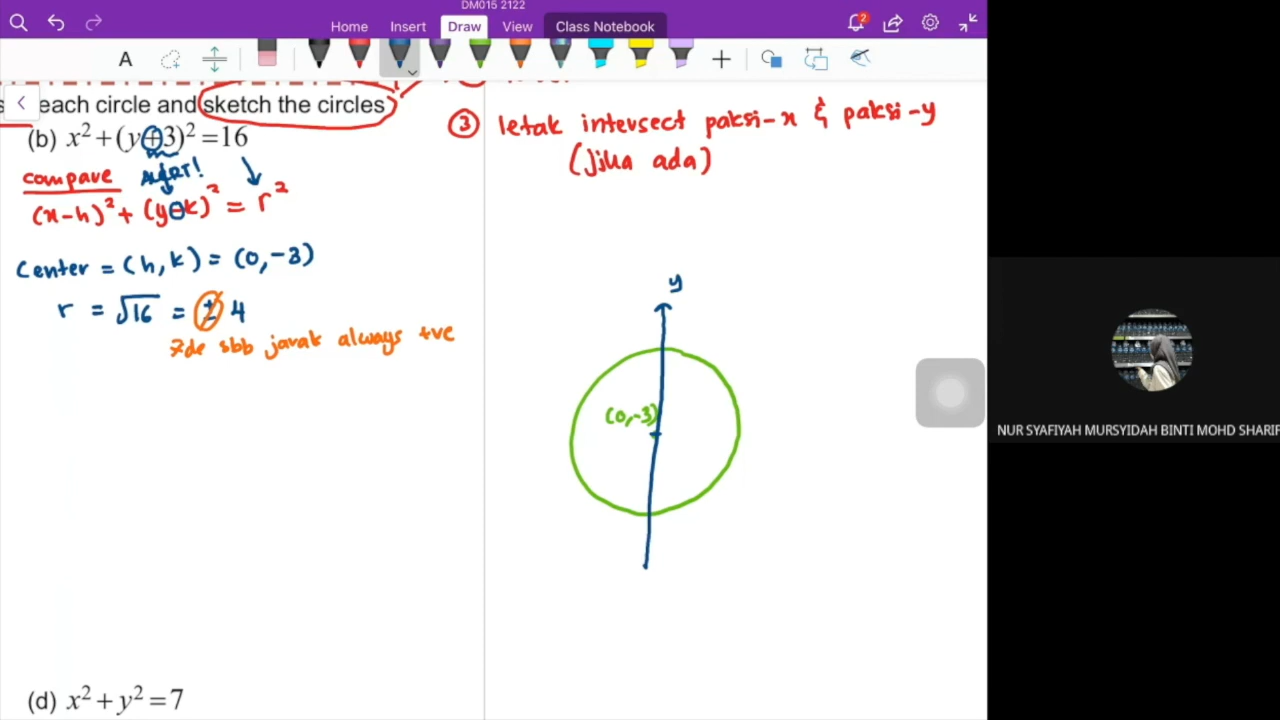 DM015 2122
Home Insert Draw View Class Notebook
2
A
each circle and sketch the circles
(b) x² + (y+3)² = 16
compare
(x-h)² + (y-k)² = r²
Center = (h, k) = (0, -3)
r = √16 = ± 4
sbb jarak always +ve
(d) x² + y² = 7
③ letak intersect paksi-x & paksi-y
(jika ada)
y
(0,-3)
NUR SYAFIYAH MURSYIDAH BINTI MOHD SHARIF